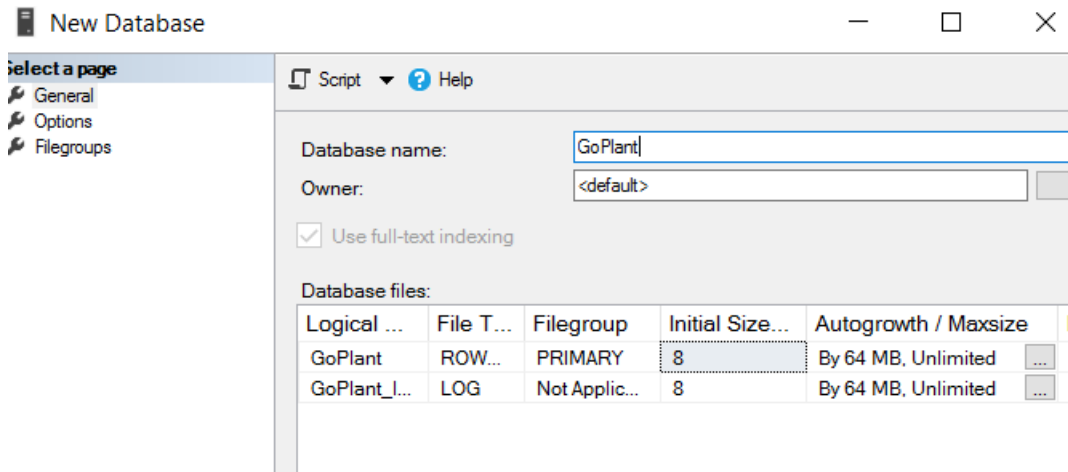 New Database
Select a page
General
Options
Filegroups
Script Help
Database name: GoPlant
Owner: <default>
Use full-text indexing
Database files:
Logical ... File T... Filegroup Initial Size... Autogrowth / Maxsize
GoPlant ROW... PRIMARY 8 By 64 MB, Unlimited ...
GoPlant_l... LOG Not Applic... 8 By 64 MB, Unlimited ...